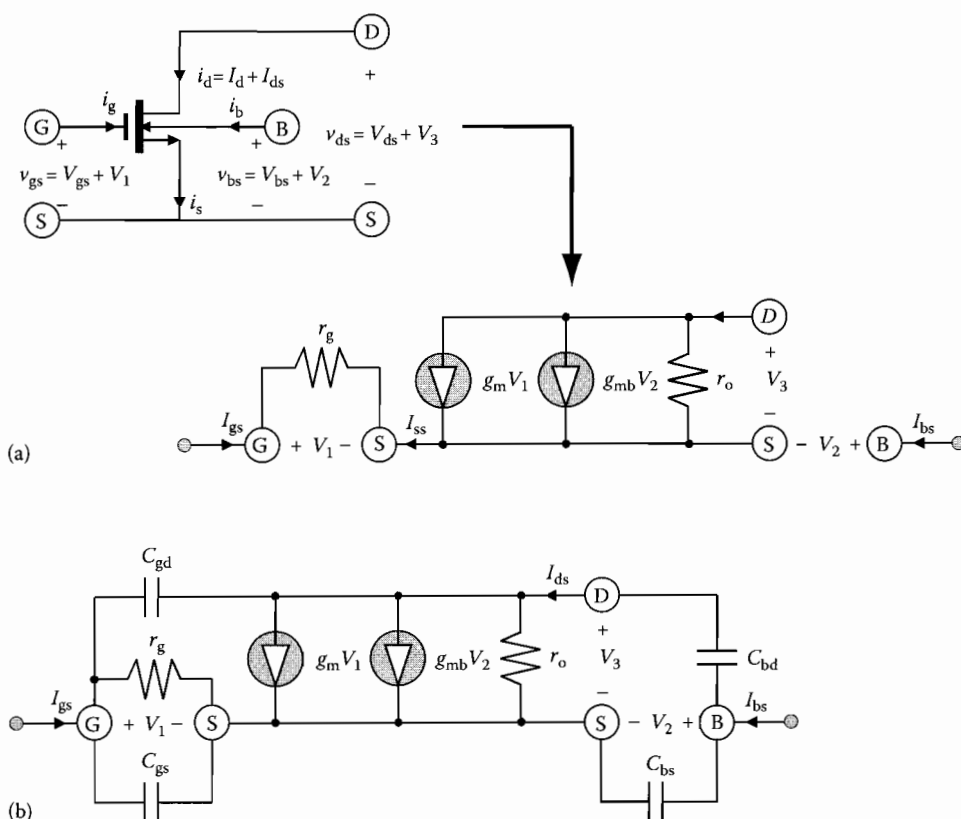 D
i_d = I_d + I_ds
+
i_g
i_b
G
B
+
+
v_ds = V_ds + V_3
v_gs = V_gs + V_1
v_bs = V_bs + V_2
−
−
−
i_s
S
S
r_g
D
+
g_m V_1
g_mb V_2
r_o
V_3
−
I_gs
I_ss
I_bs
G
+ V_1 −
S
S
− V_2 +
B
(a)
C_gd
I_ds
D
+
r_g
g_m V_1
g_mb V_2
r_o
V_3
C_bd
−
I_gs
I_bs
G
+ V_1 −
S
S
− V_2 +
B
C_gs
C_bs
(b)